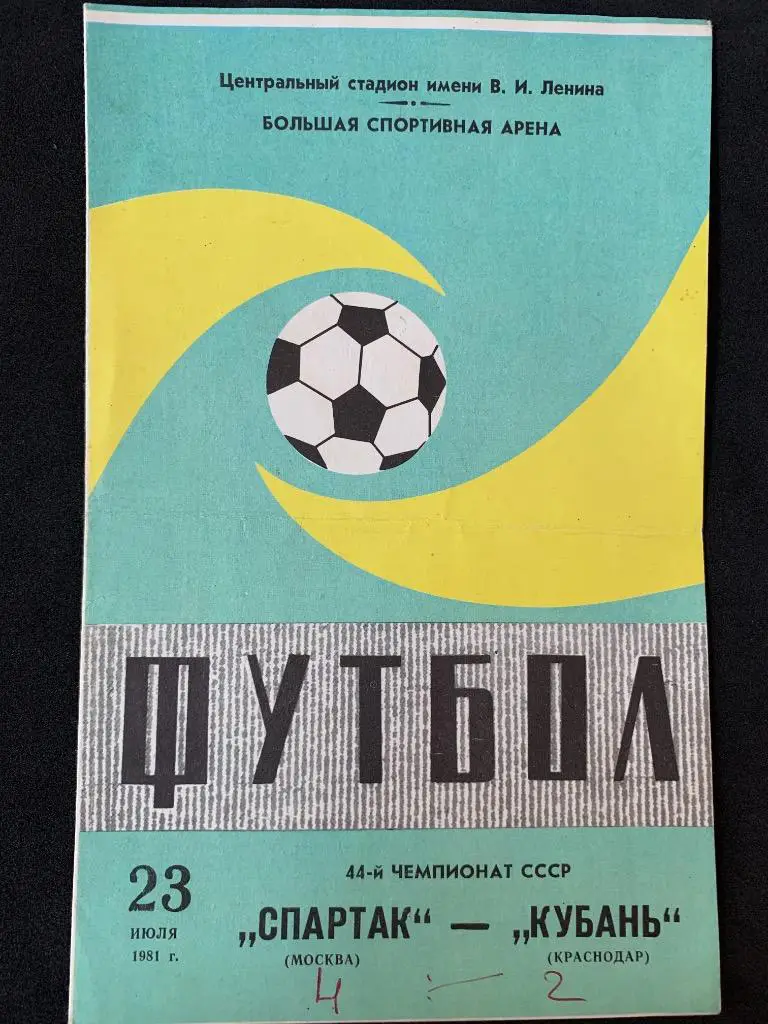 Центральный стадион имени В. И. Ленина
БОЛЬШАЯ СПОРТИВНАЯ АРЕНА
ФУТБОЛ
23
ИЮЛЯ
1981 г.
44-й ЧЕМПИОНАТ СССР
„СПАРТАК“ — „КУБАНЬ“
(МОСКВА) (КРАСНОДАР)
4 : — 2